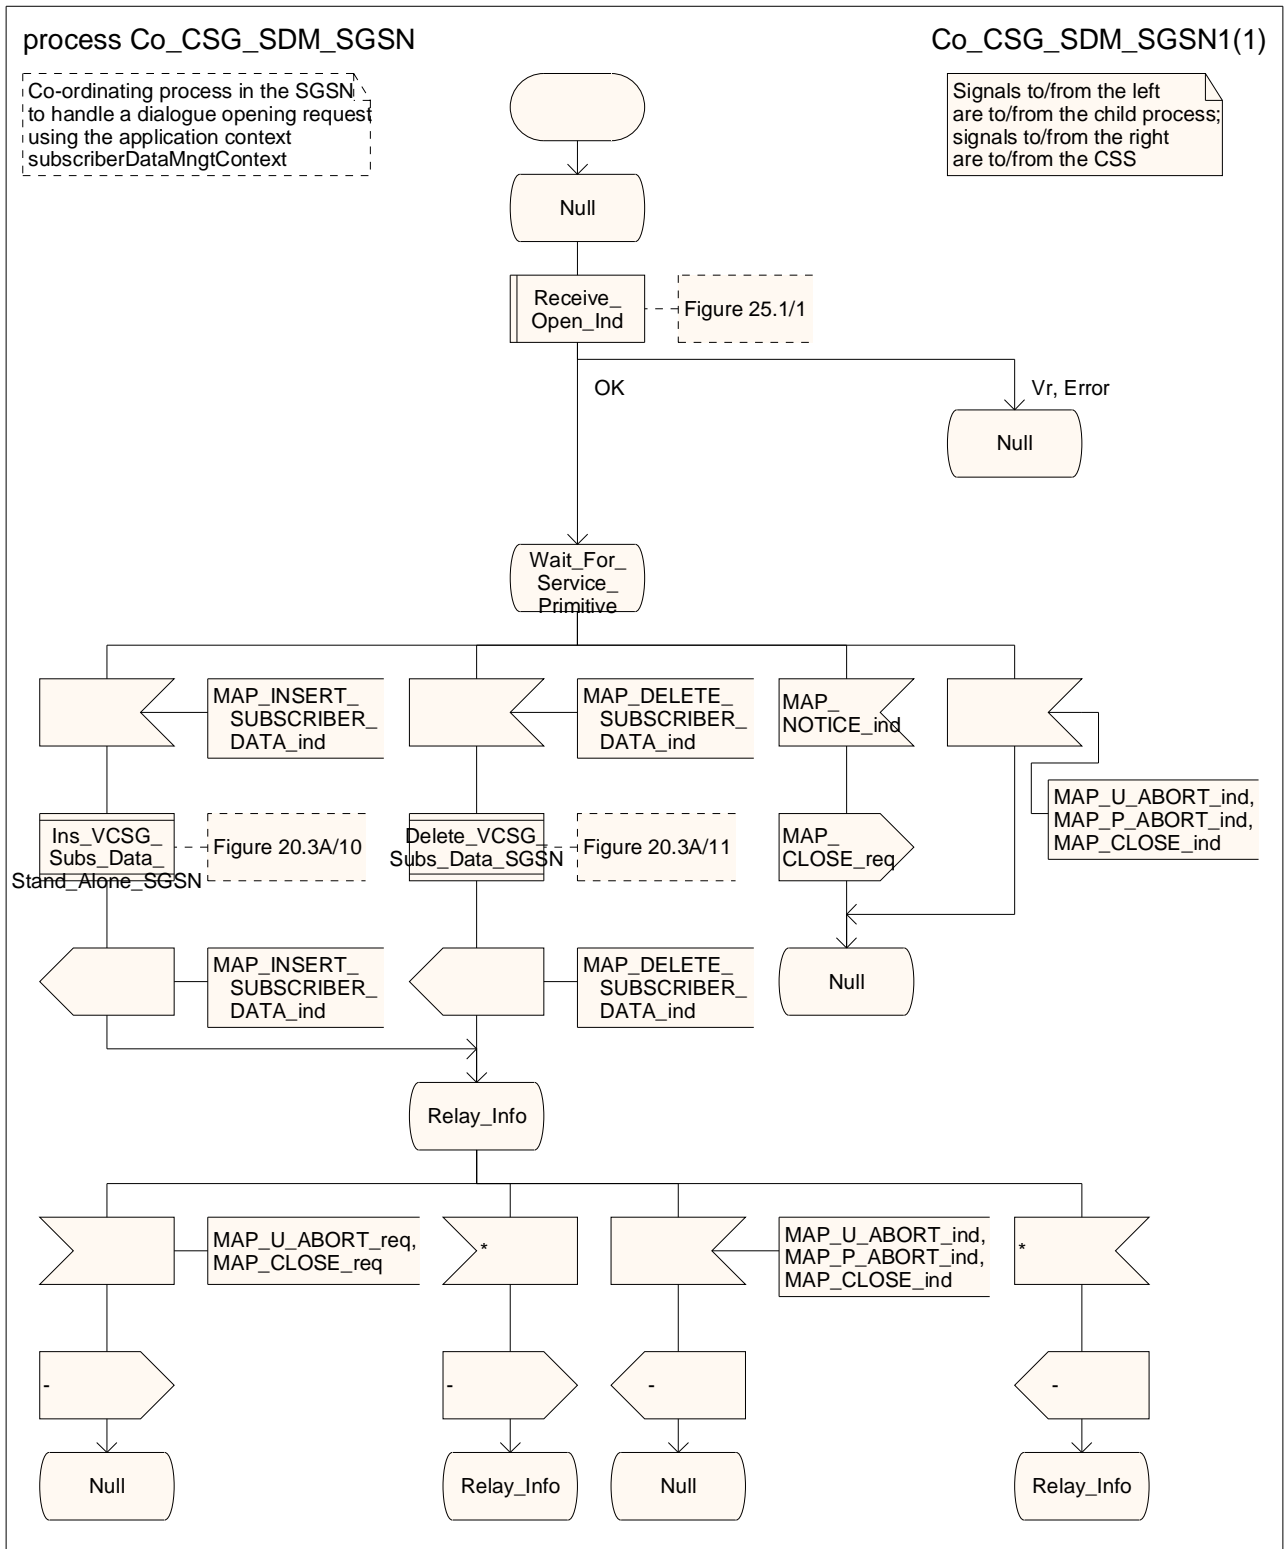 process Co_CSG_SDM_SGSN
Co_CSG_SDM_SGSN1(1)
Co-ordinating process in the SGSN
to handle a dialogue opening request
using the application context
subscriberDataMngtContext
Signals to/from the left
are to/from the child process;
signals to/from the right
are to/from the CSS
Null
Receive_
Open_Ind
Figure 25.1/1
OK
Vr, Error
Null
Wait_For_
Service_
Primitive
MAP_INSERT_
SUBSCRIBER_
DATA_ind
MAP_DELETE_
SUBSCRIBER_
DATA_ind
MAP_
NOTICE_ind
MAP_U_ABORT_ind,
MAP_P_ABORT_ind,
MAP_CLOSE_ind
Ins_VCSG_
Subs_Data_
Stand_Alone_SGSN
Figure 20.3A/10
Delete_VCSG_
Subs_Data_SGSN
Figure 20.3A/11
MAP_
CLOSE_req
MAP_INSERT_
SUBSCRIBER_
DATA_ind
MAP_DELETE_
SUBSCRIBER_
DATA_ind
Null
Relay_Info
MAP_U_ABORT_req,
MAP_CLOSE_req
*
MAP_U_ABORT_ind,
MAP_P_ABORT_ind,
MAP_CLOSE_ind
*
-
-
-
-
Null
Relay_Info
Null
Relay_Info